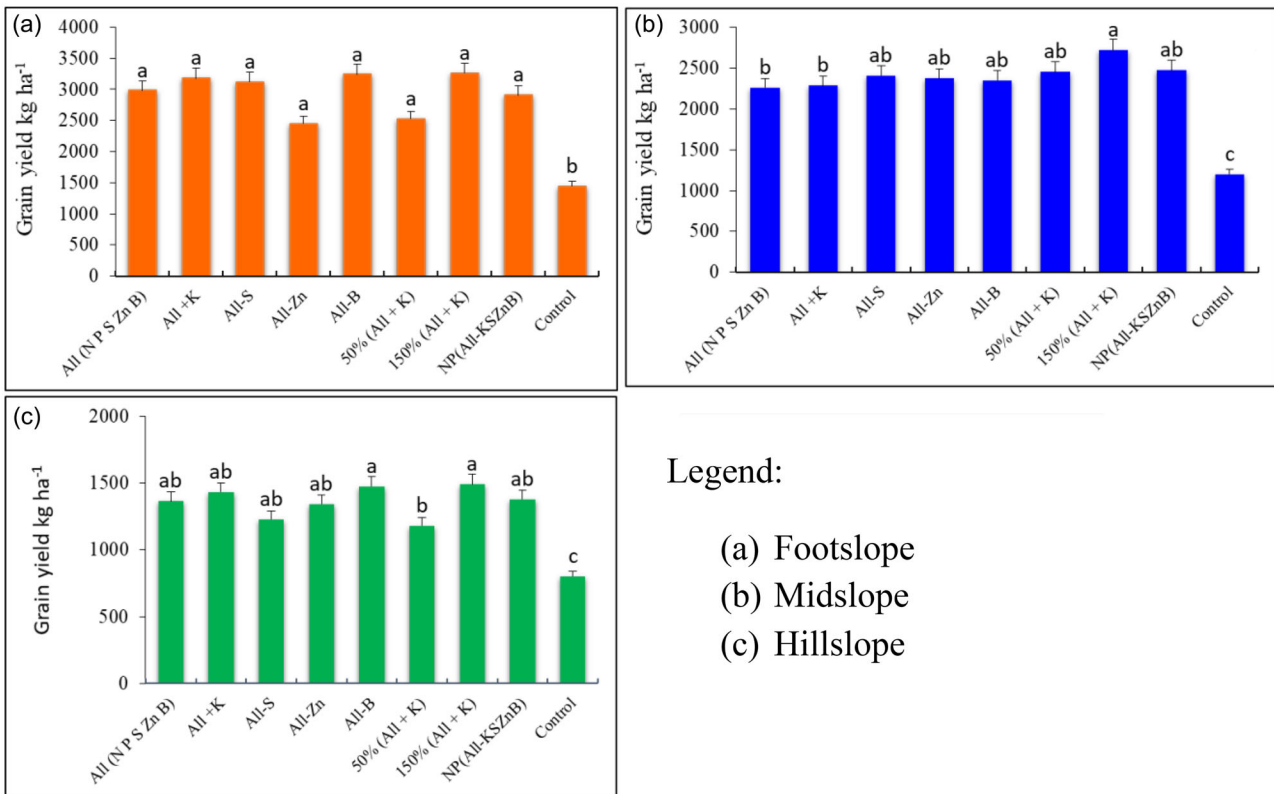 (a)
Grain yield kg ha-1
4000
3500
3000
2500
2000
1500
1000
500
0
a
a
a
a
a
a
a
a
b
All (N P S Zn B)
All +K
All-S
All-Zn
All-B
50% (All + K)
150% (All + K)
NP(All-KSZnB)
Control
(b)
Grain yield kg ha-1
3000
2500
2000
1500
1000
500
0
b
b
ab
ab
ab
ab
a
ab
c
All (N P S Zn B)
All +K
All-S
All-Zn
All-B
50% (All + K)
150% (All + K)
NP(All-KSZnB)
Control
(c)
Grain yield kg ha-1
2000
1500
1000
500
0
ab
ab
ab
ab
a
b
a
ab
c
All (N P S Zn B)
All +K
All-S
All-Zn
All-B
50% (All + K)
150% (All + K)
NP(All-KSZnB)
Control
Legend:
(a) Footslope
(b) Midslope
(c) Hillslope